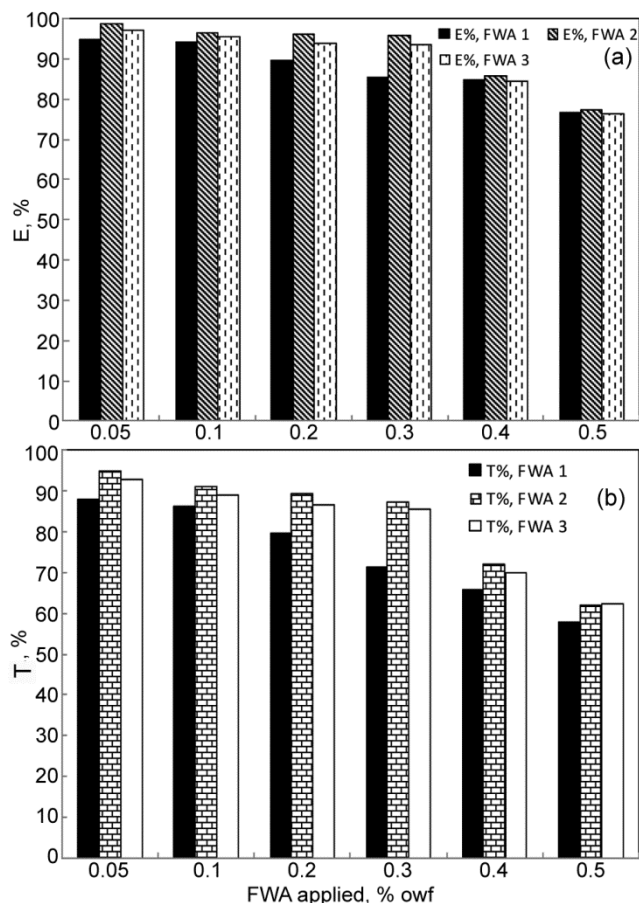 100
E%, FWA 1 E%, FWA 2
E%, FWA 3
(a)
90
80
70
60
50
40
30
20
10
0
E, %
0.05 0.1 0.2 0.3 0.4 0.5
100
T%, FWA 1
T%, FWA 2
T%, FWA 3
(b)
90
80
70
60
50
40
30
20
10
0
T, %
0.05 0.1 0.2 0.3 0.4 0.5
FWA applied, % owf